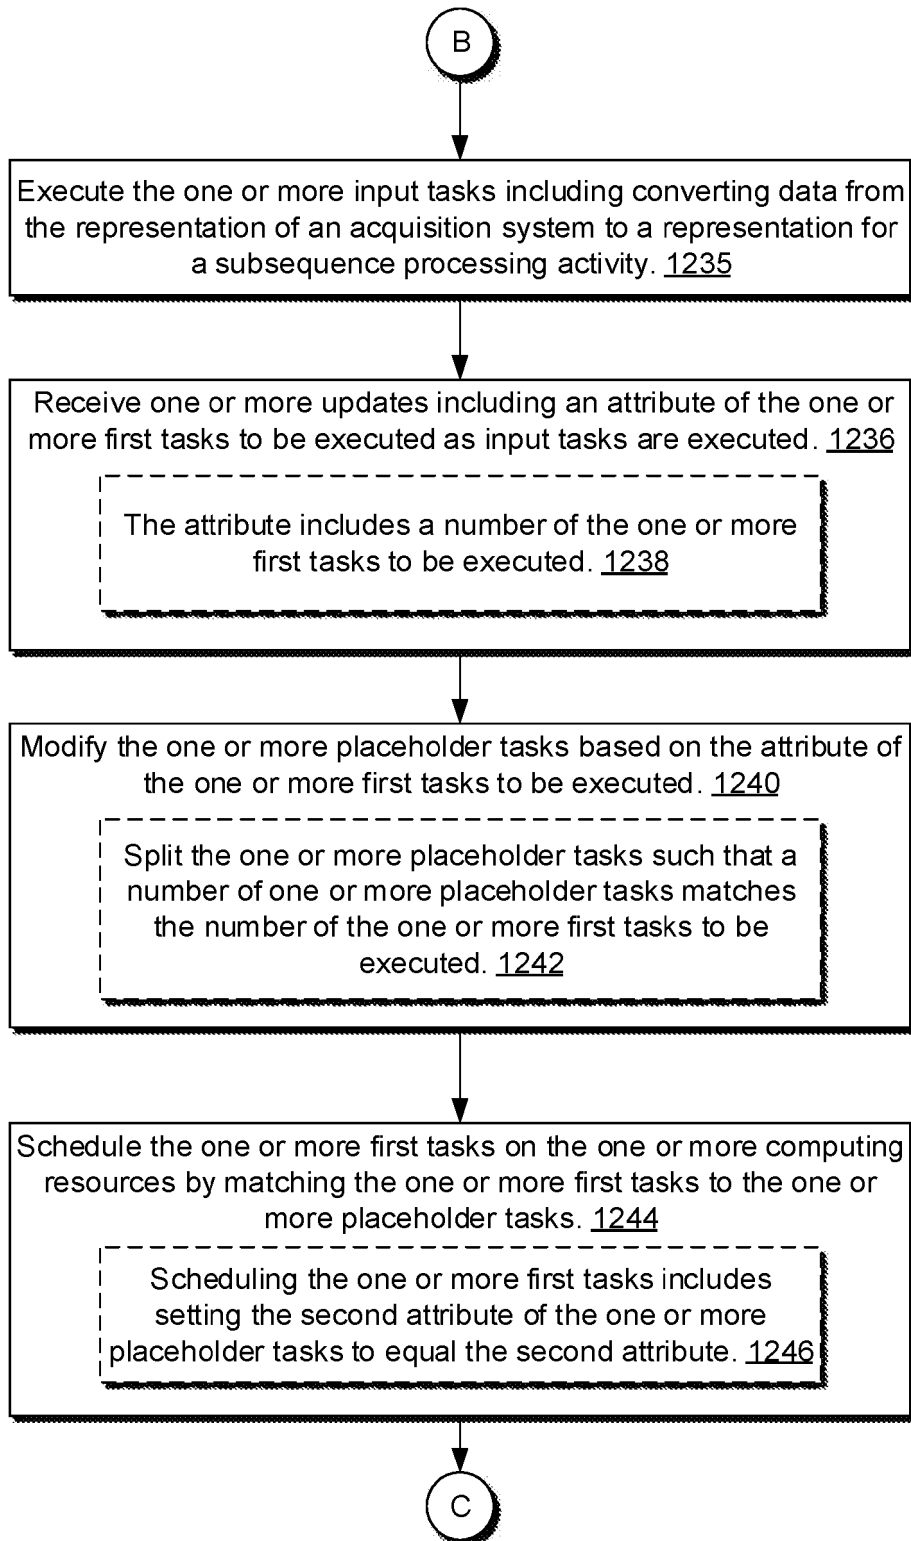 B
Execute the one or more input tasks including converting data from
the representation of an acquisition system to a representation for
a subsequence processing activity. 1235
Receive one or more updates including an attribute of the one or
more first tasks to be executed as input tasks are executed. 1236
The attribute includes a number of the one or more
first tasks to be executed. 1238
Modify the one or more placeholder tasks based on the attribute of
the one or more first tasks to be executed. 1240
Split the one or more placeholder tasks such that a
number of one or more placeholder tasks matches
the number of the one or more first tasks to be
executed. 1242
Schedule the one or more first tasks on the one or more computing
resources by matching the one or more first tasks to the one or
more placeholder tasks. 1244
Scheduling the one or more first tasks includes
setting the second attribute of the one or more
placeholder tasks to equal the second attribute. 1246
C